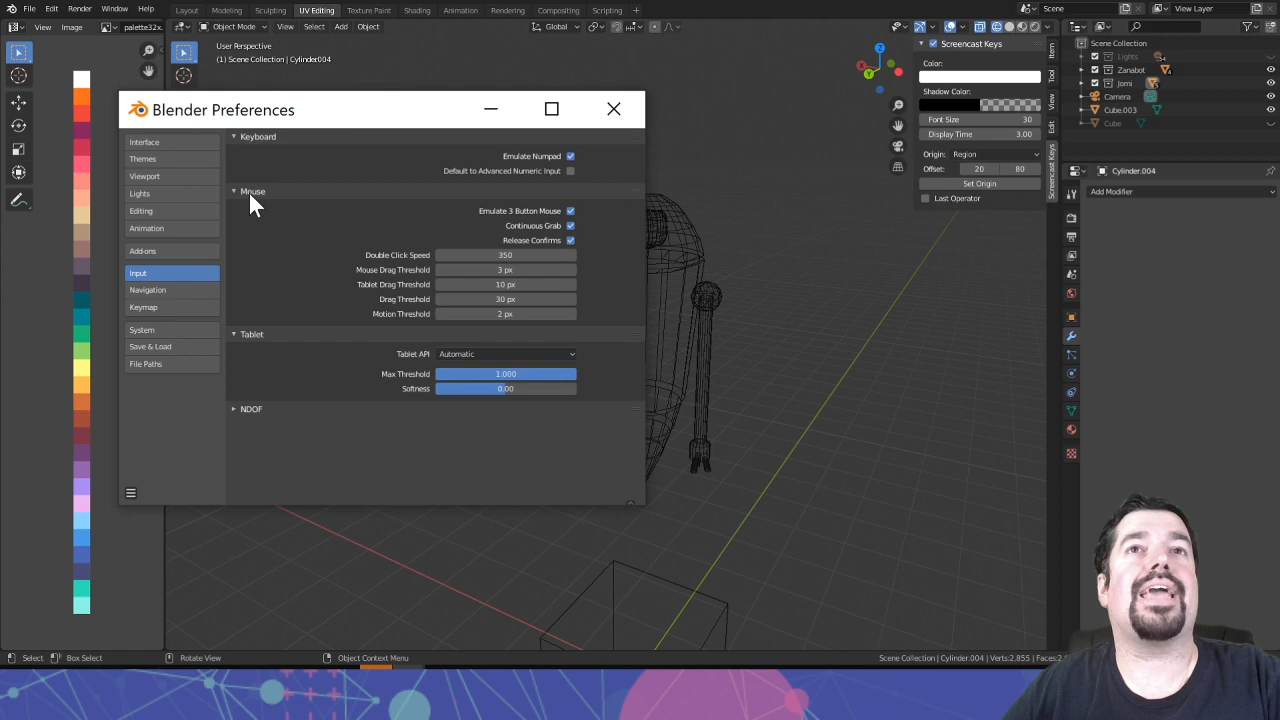 File Edit Render Window Help
Layout Modeling Sculpting UV Editing Texture Paint Shading Animation Rendering Compositing Scripting
Scene
View Layer
View Image
palette32x.
Object Mode
View Select Add Object
Global
User Perspective
(1) Scene Collection | Cylinder004
Blender Preferences
Interface
Themes
Viewport
Lights
Editing
Animation
Add-ons
Input
Navigation
Keymap
System
Save & Load
File Paths
Keyboard
Emulate Numpad
Default to Advanced Numeric Input
Mouse
Emulate 3 Button Mouse
Continuous Grab
Release Confirms
Double Click Speed 350
Mouse Drag Threshold 3 px
Tablet Drag Threshold 10 px
Drag Threshold 30 px
Motion Threshold 2 px
Tablet
Tablet API Automatic
Max Threshold 1.000
Softness 0.00
NDOF
Z
X
Y
Screencast Keys
Color:
Shadow Color:
Font Size 30
Display Time 3.00
Origin: Region
Offset: 20 80
Set Origin
Last Operator
Item
Tool
View
Edit
Screencast Keys
Scene Collection
Lights
Zanabot
Jomi
Camera
Cube.003
Cube
Cylinder.004
Add Modifier
Select
Box Select
Rotate View
Object Context Menu
Scene Collection | Cylinder.004 | Verts:2,855 | Faces:2,